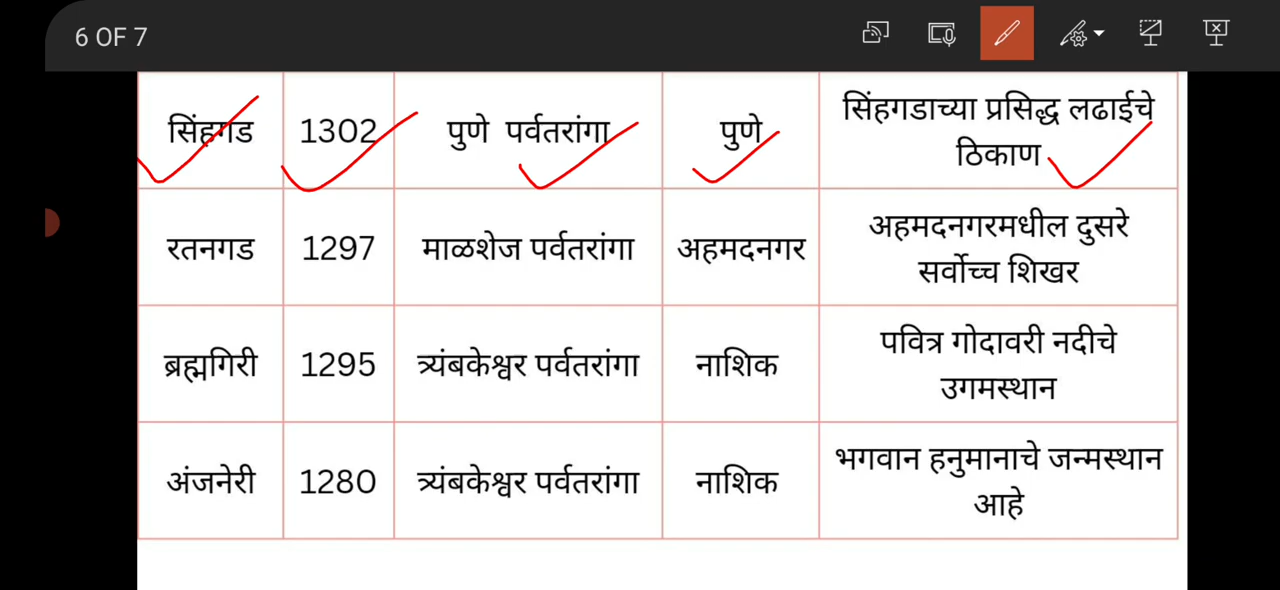 6 OF 7
सिंहगड 1302 पुणे पर्वतरांगा पुणे सिंहगडाच्या प्रसिद्ध लढाईचे
ठिकाण
रतनगड 1297 माळशेज पर्वतरांगा अहमदनगर अहमदनगरमधील दुसरे
सर्वोच्च शिखर
ब्रह्मगिरी 1295 त्र्यंबकेश्वर पर्वतरांगा नाशिक पवित्र गोदावरी नदीचे
उगमस्थान
अंजनेरी 1280 त्र्यंबकेश्वर पर्वतरांगा नाशिक भगवान हनुमानाचे जन्मस्थान
आहे